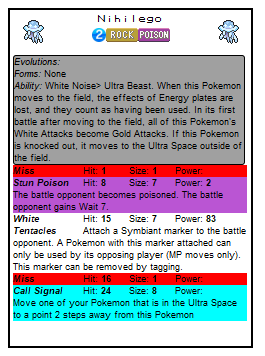 Nihilego
2 ROCK POISON
Evolutions:
Forms: None
Ability: White Noise> Ultra Beast. When this Pokemon
moves to the field, the effects of Energy plates are
lost, and they count as having been used. In its first
battle after moving to the field, all of this Pokemon's
White Attacks become Gold Attacks. If this Pokemon
is knocked out, it moves to the Ultra Space outside of
the field.
Miss Hit: 1 Size: 1 Power:
Stun Poison Hit: 8 Size: 7 Power: 2
The battle opponent becomes poisoned. The battle
opponent gains Wait 7.
White Hit: 15 Size: 7 Power: 83
Tentacles Attach a Symbiant marker to the battle
opponent. A Pokemon with this marker attached can
only be used by its opposing player (MP moves only).
This marker can be removed by tagging.
Miss Hit: 16 Size: 1 Power:
Call Signal Hit: 24 Size: 8 Power:
Move one of your Pokemon that is in the Ultra Space
to a point 2 steps away from this Pokemon